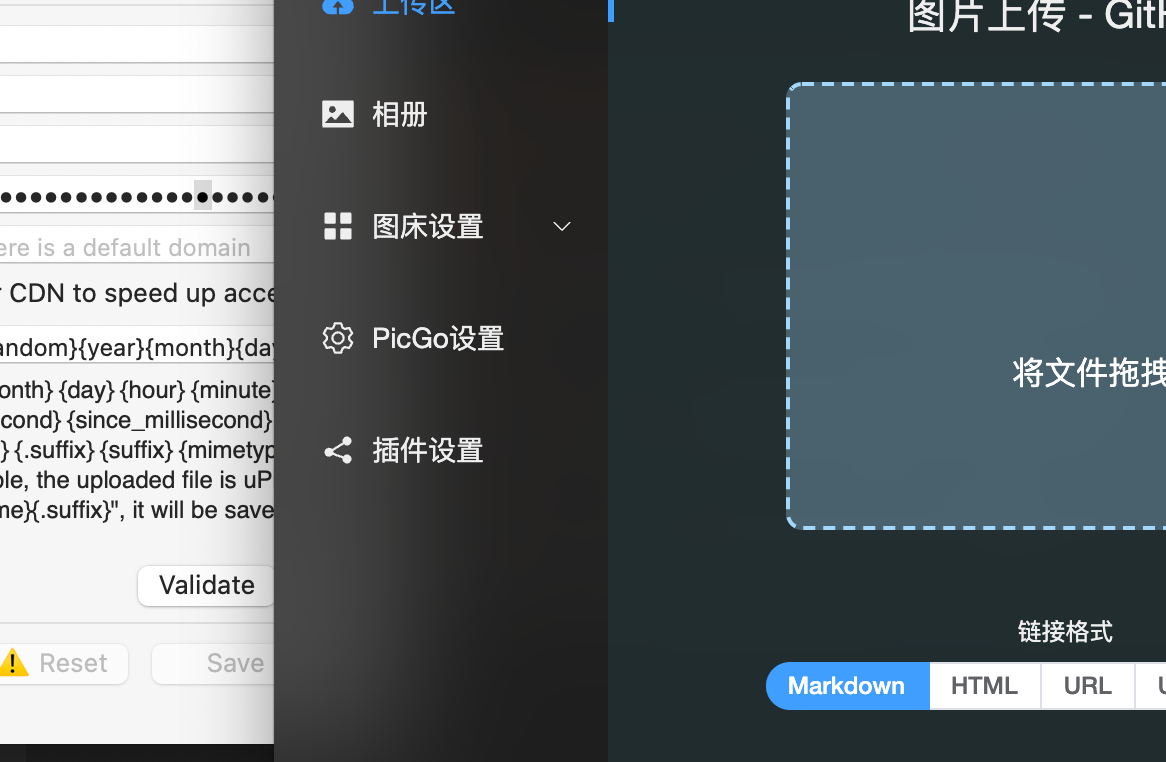 ere is a default domain
CDN to speed up acce
andom}{year}{month}{day
onth} {day} {hour} {minute}
cond} {since_millisecond}
} {.suffix} {suffix} {mimetyp
ple, the uploaded file is uP
me}{.suffix}", it will be save
Validate
Reset
Save
上传区
相册
图床设置
PicGo设置
插件设置
图片上传 - GitH
将文件拖拽
链接格式
Markdown
HTML
URL
U